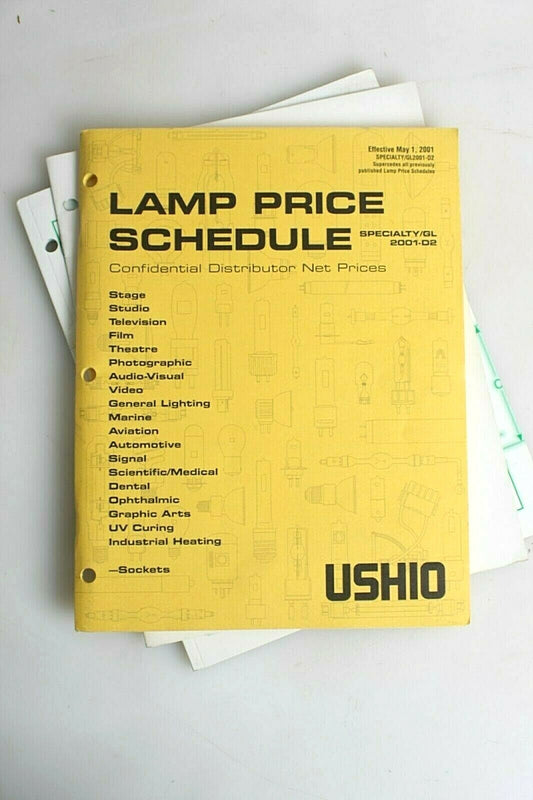 Effective May 1, 2001
SPECIALTY/GL2001-D2
Supercedes all previously
published Lamp Price Schedules
LAMP PRICE
SCHEDULE SPECIALTY/GL
2001-D2
Confidential Distributor Net Prices
Stage
Studio
Television
Film
Theatre
Photographic
Audio-Visual
Video
General Lighting
Marine
Aviation
Automotive
Signal
Scientific/Medical
Dental
Ophthalmic
Graphic Arts
UV Curing
Industrial Heating
—Sockets
USHIO